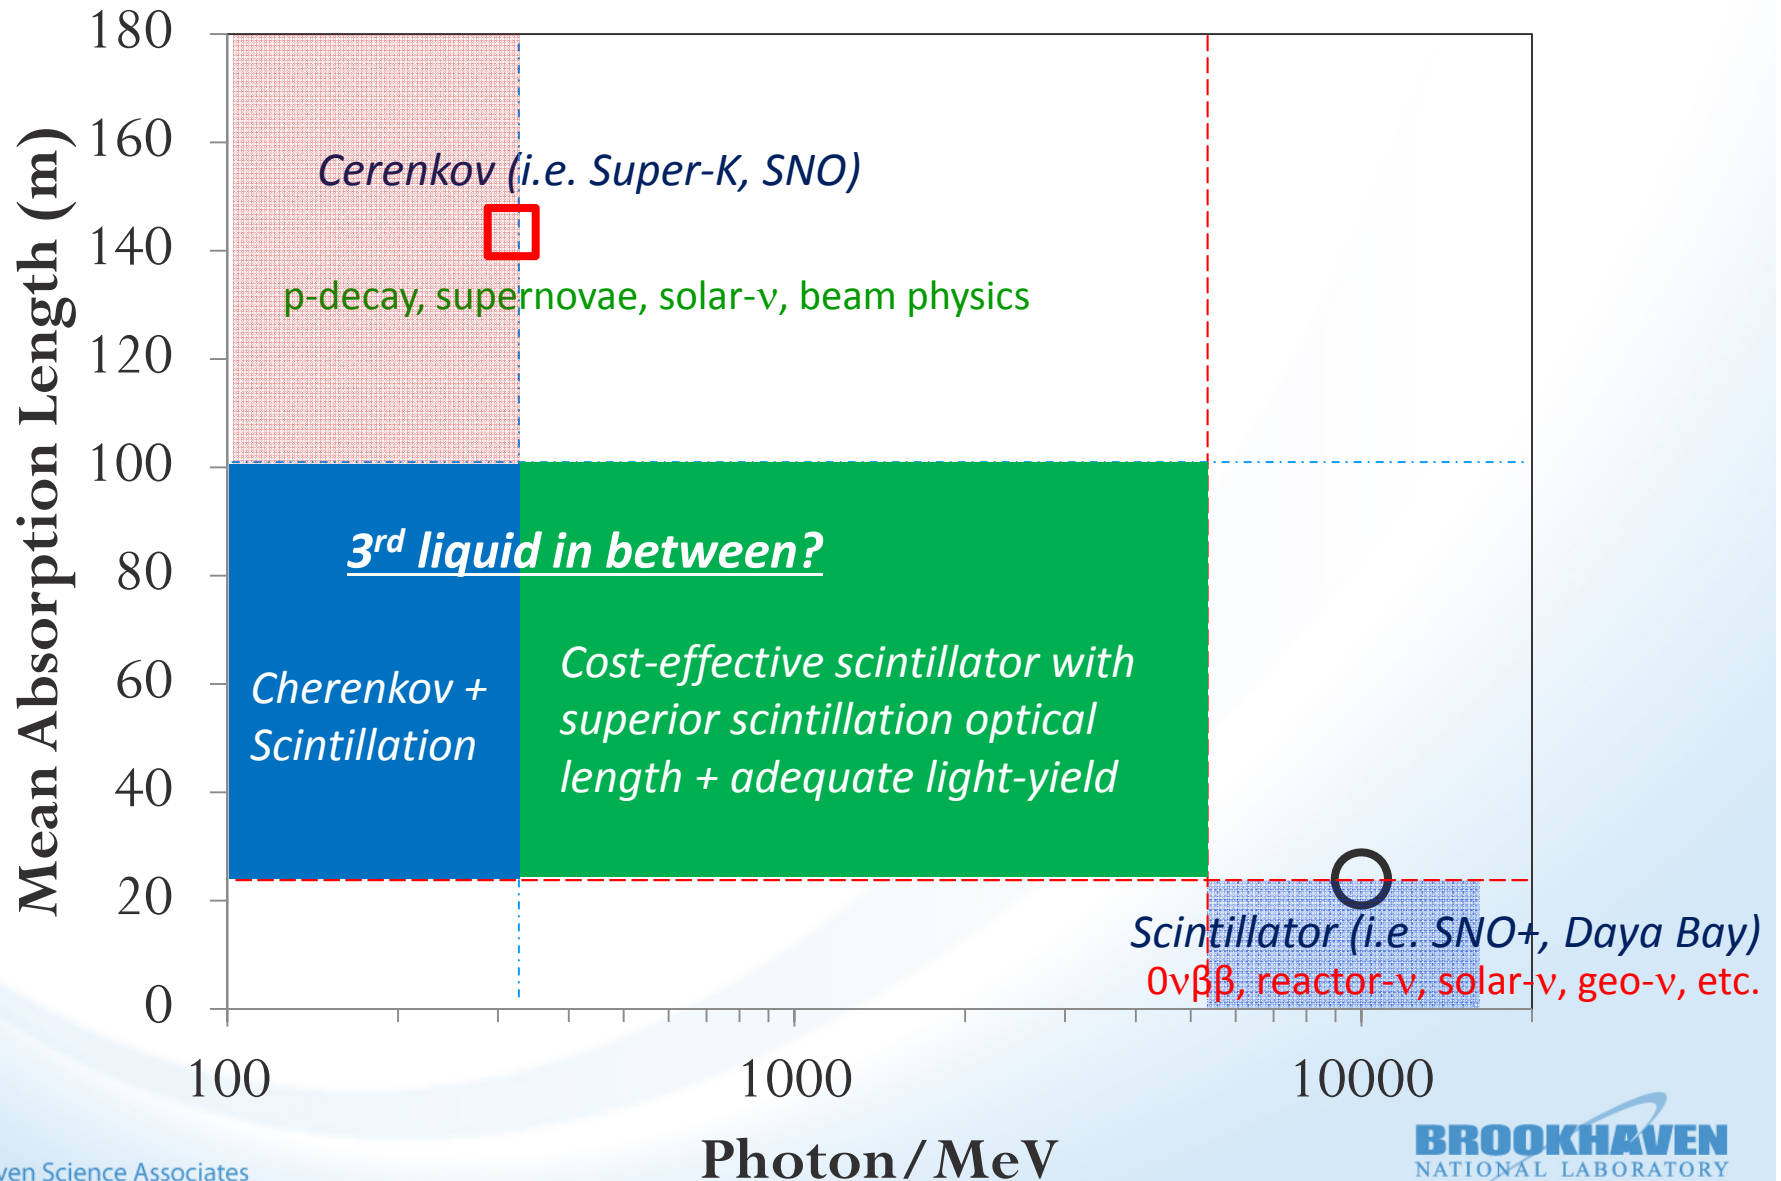 180
160
140
120
100
80
60
40
20
0
Mean Absorption Length (m)
Cerenkov (i.e. Super-K, SNO)
p-decay, supernovae, solar-ν, beam physics
3rd liquid in between?
Cherenkov +
Scintillation
Cost-effective scintillator with
superior scintillation optical
length + adequate light-yield
Scintillator (i.e. SNO+, Daya Bay)
0νββ, reactor-ν, solar-ν, geo-ν, etc.
100
1000
10000
Photon/MeV
ven Science Associates
BROOKHAVEN
NATIONAL LABORATORY